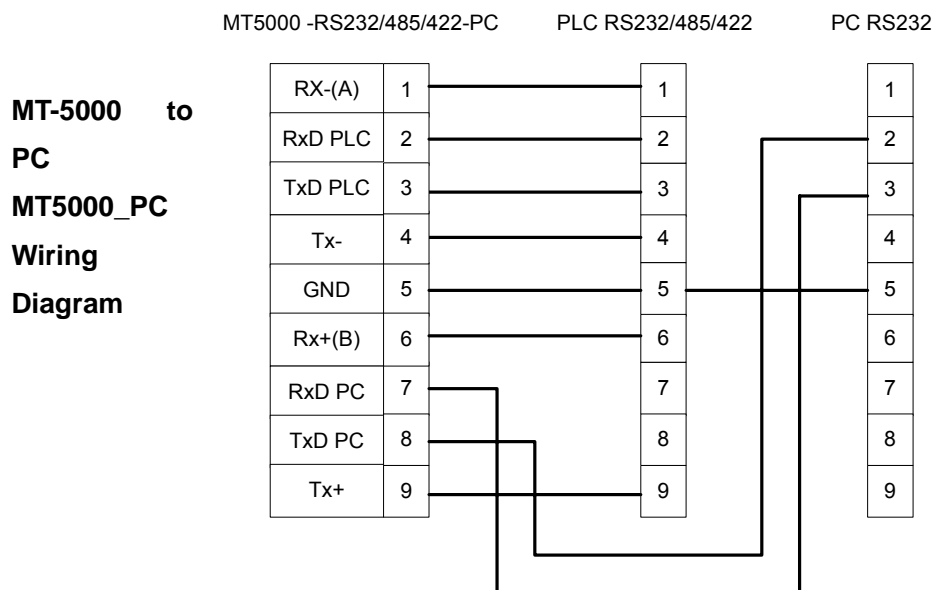 MT5000 -RS232/485/422-PC PLC RS232/485/422 PC RS232
MT-5000 to
PC
MT5000_PC
Wiring
Diagram
RX-(A) 1 1 1
RxD PLC 2 2 2
TxD PLC 3 3 3
Tx- 4 4 4
GND 5 5 5
Rx+(B) 6 6 6
RxD PC 7 7 7
TxD PC 8 8 8
Tx+ 9 9 9